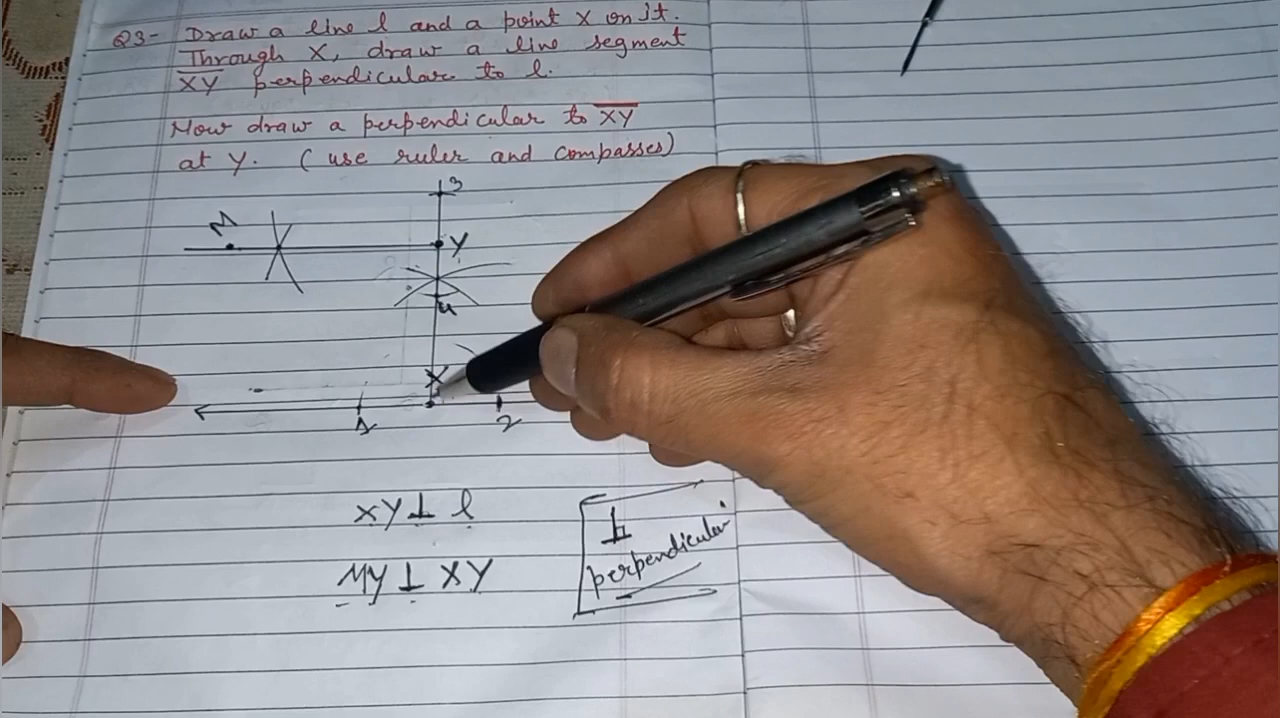 Q3- Draw a line l and a point X on it.
Through X, draw a line segment
XY perpendicular to l.
Now draw a perpendicular to XY
at Y. (use ruler and compasses)
3
M
Y
4
X
1
2
XY ⊥ l
MY ⊥ XY
⊥
perpendicular